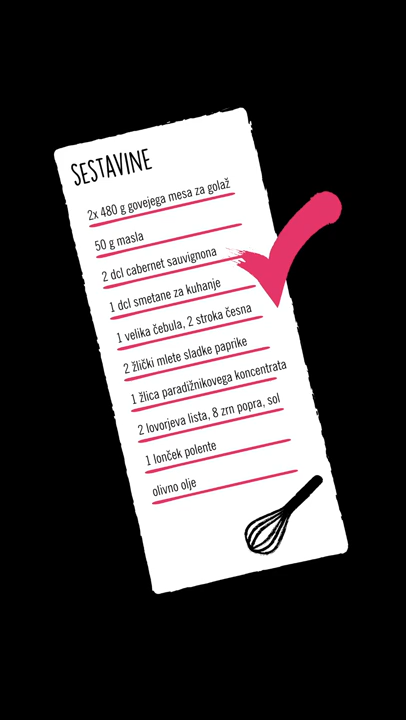 SESTAVINE
2x 480 g govejega mesa za golaž
50 g masla
2 dcl cabernet sauvignona
1 dcl smetane za kuhanje
1 velika čebula, 2 stroka česna
2 žlički mlete sladke paprike
1 žlica paradižnikovega koncentrata
2 lovorjeva lista, 8 zrn popra, sol
1 lonček polente
olivno olje